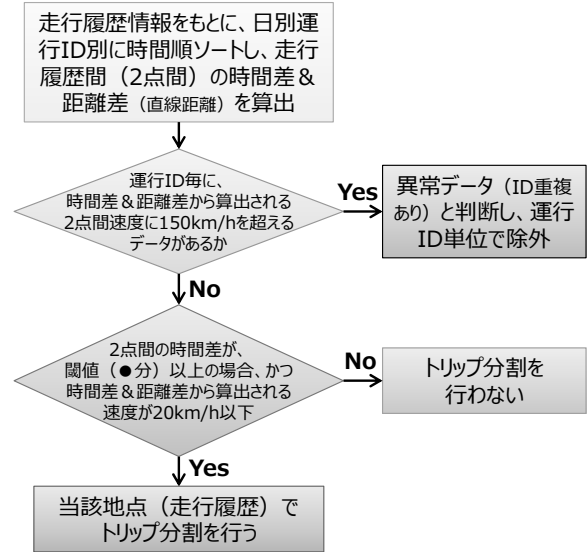 走行履歴情報をもとに、日別運
行ID別に時間順ソートし、走行
履歴間（2点間）の時間差＆
距離差（直線距離）を算出
運行ID毎に、
時間差＆距離差から算出される
2点間速度に150km/hを超える
データがあるか
Yes
異常データ（ID重複
あり）と判断し、運行
ID単位で除外
No
2点間の時間差が、
閾値（●分）以上の場合、かつ
時間差＆距離差から算出される
速度が20km/h以下
No
トリップ分割を
行わない
Yes
当該地点（走行履歴）で
トリップ分割を行う